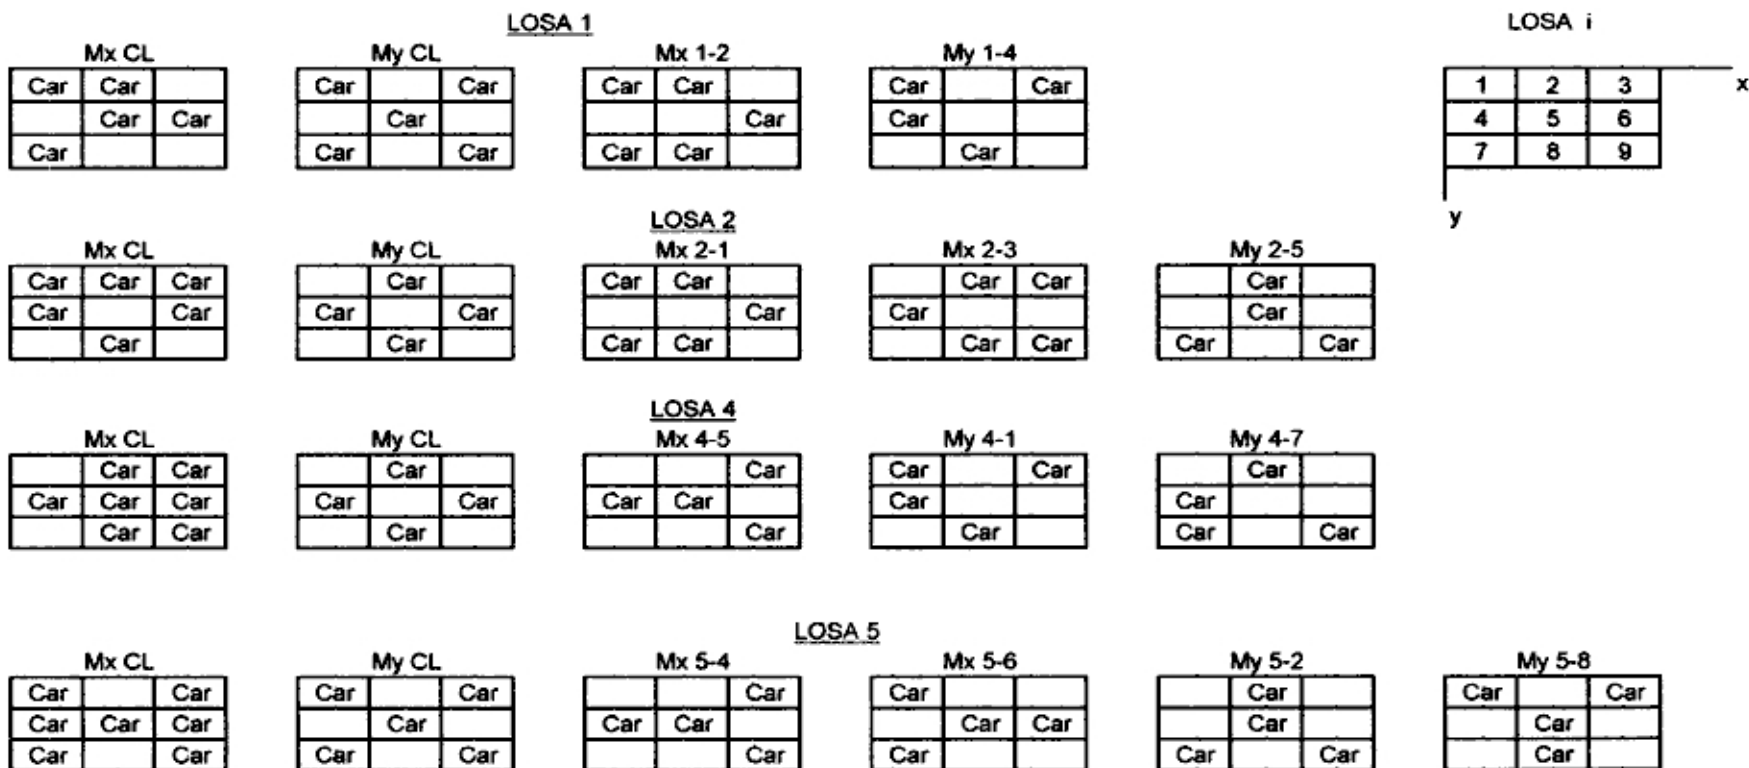 LOSA 1
LOSA i
Mx CL My CL Mx 1-2 My 1-4
Car Car Car Car Car Car Car Car 1 2 3 x
Car Car Car Car Car 4 5 6
Car Car Car Car Car Car 7 8 9
y
LOSA 2
Mx CL My CL Mx 2-1 Mx 2-3 My 2-5
Car Car Car Car Car Car Car Car Car
Car Car Car Car Car Car Car
Car Car Car Car Car Car Car Car
LOSA 4
Mx CL My CL Mx 4-5 My 4-1 My 4-7
Car Car Car Car Car Car Car
Car Car Car Car Car Car Car Car Car
Car Car Car Car Car Car Car
LOSA 5
Mx CL My CL Mx 5-4 Mx 5-6 My 5-2 My 5-8
Car Car Car Car Car Car Car Car Car
Car Car Car Car Car Car Car Car Car Car
Car Car Car Car Car Car Car Car Car